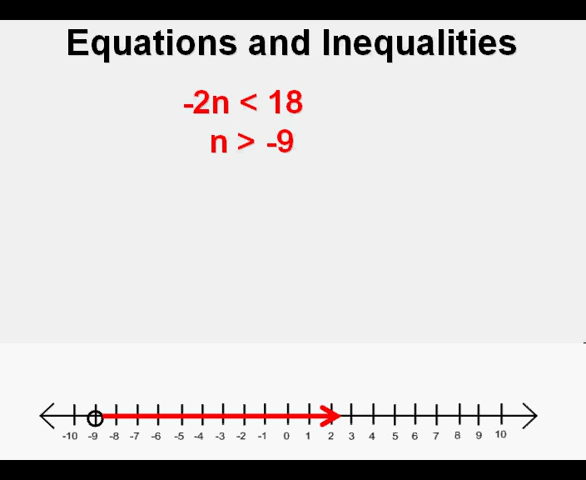 Equations and Inequalities
-2n < 18
n > -9
-10 -9 -8 -7 -6 -5 -4 -3 -2 -1 0 1 2 3 4 5 6 7 8 9 10